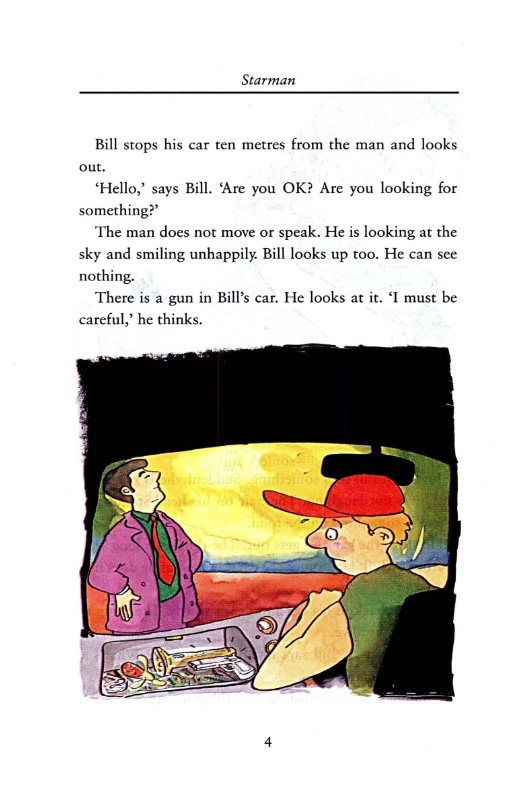 Starman
Bill stops his car ten metres from the man and looks
out.
‘Hello,’ says Bill. ‘Are you OK? Are you looking for
something?’
The man does not move or speak. He is looking at the
sky and smiling unhappily. Bill looks up too. He can see
nothing.
There is a gun in Bill’s car. He looks at it. ‘I must be
careful,’ he thinks.
4